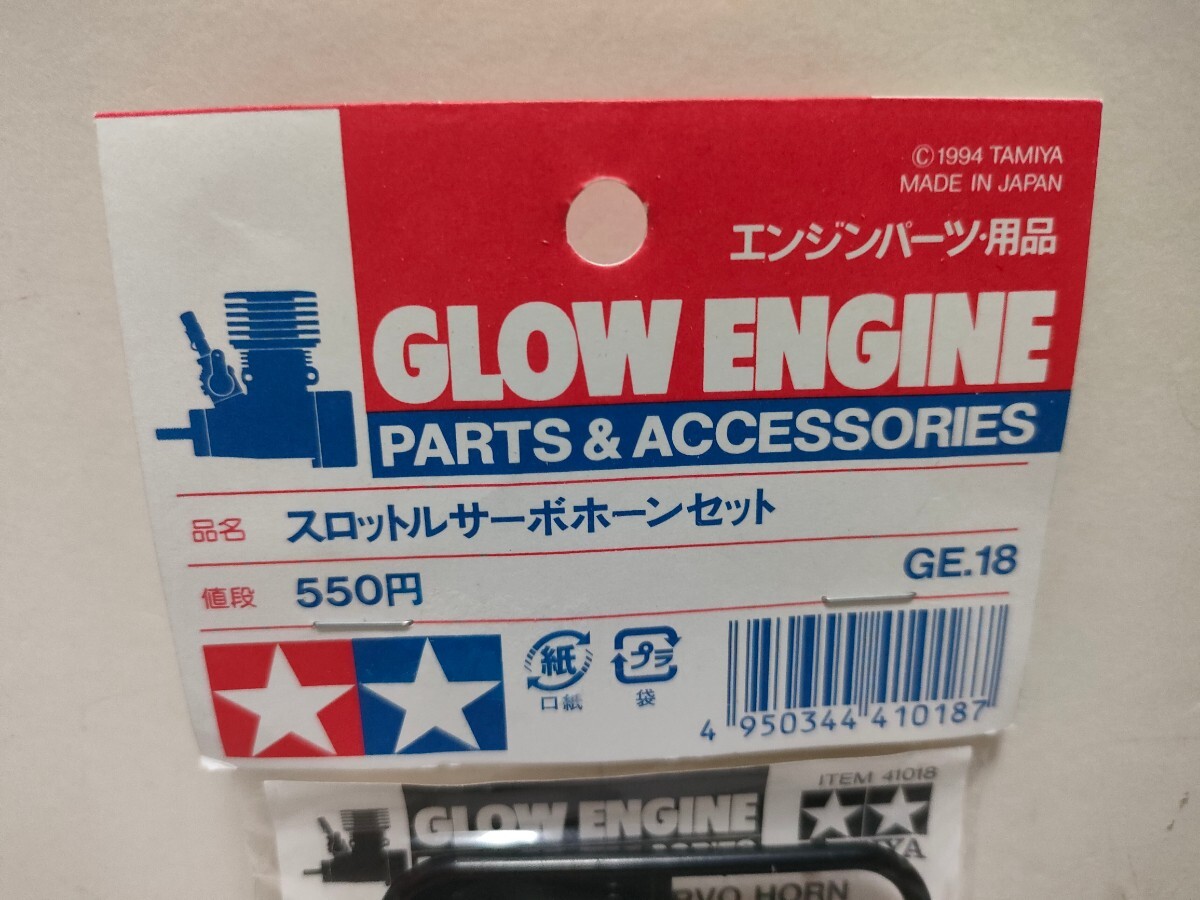 © 1994 TAMIYA
MADE IN JAPAN
エンジンパーツ・用品
GLOW ENGINE
PARTS & ACCESSORIES
品名 スロットルサーボホーンセット
値段 550円 GE.18
紙 プラ
口紙 袋
4 950344 410187
ITEM 41018
GLOW ENGINE
HORN